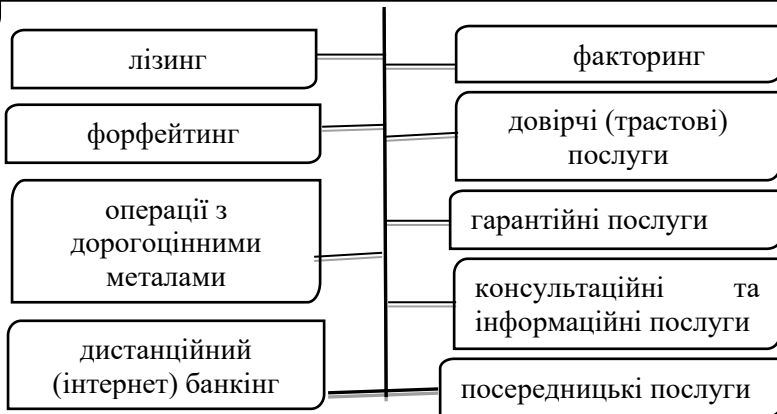 лізинг
факторинг
форфейтинг
довірчі (трастові)
послуги
операції з
дорогоцінними
металами
гарантійні послуги
консультаційні та
інформаційні послуги
дистанційний
(інтернет) банкінг
посередницькі послуги